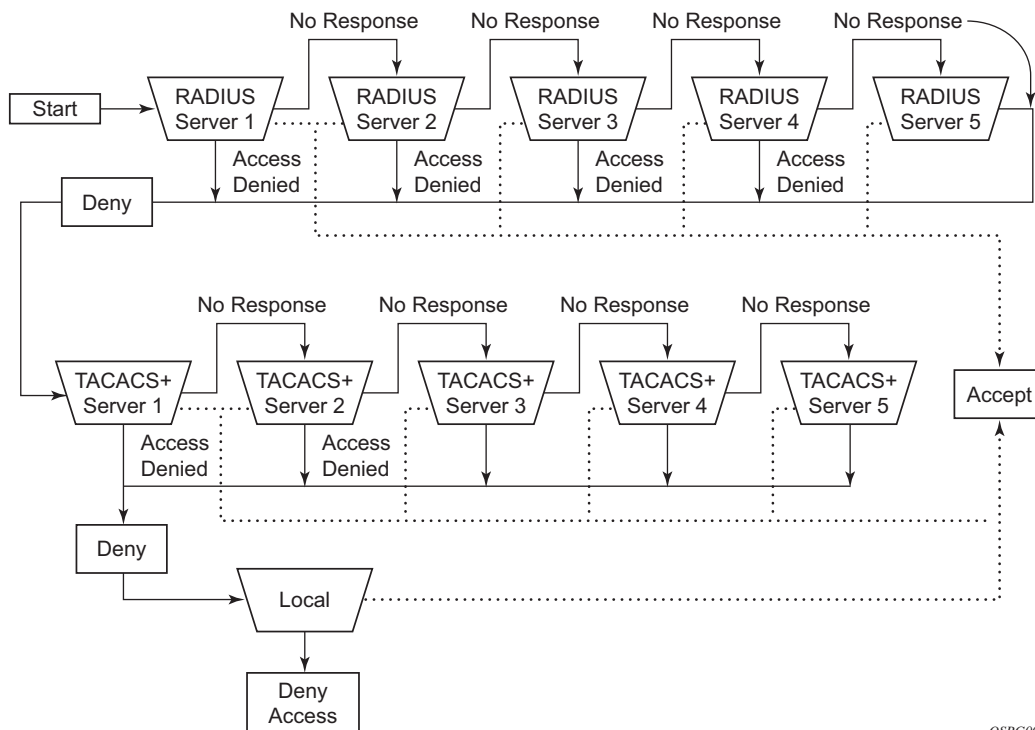 No Response
No Response
No Response
No Response
Start
RADIUS
Server 1
RADIUS
Server 2
RADIUS
Server 3
RADIUS
Server 4
RADIUS
Server 5
Access
Denied
Access
Denied
Access
Denied
Access
Denied
Deny
No Response
No Response
No Response
No Response
TACACS+
Server 1
TACACS+
Server 2
TACACS+
Server 3
TACACS+
Server 4
TACACS+
Server 5
Accept
Access
Denied
Access
Denied
Deny
Local
Deny
Access